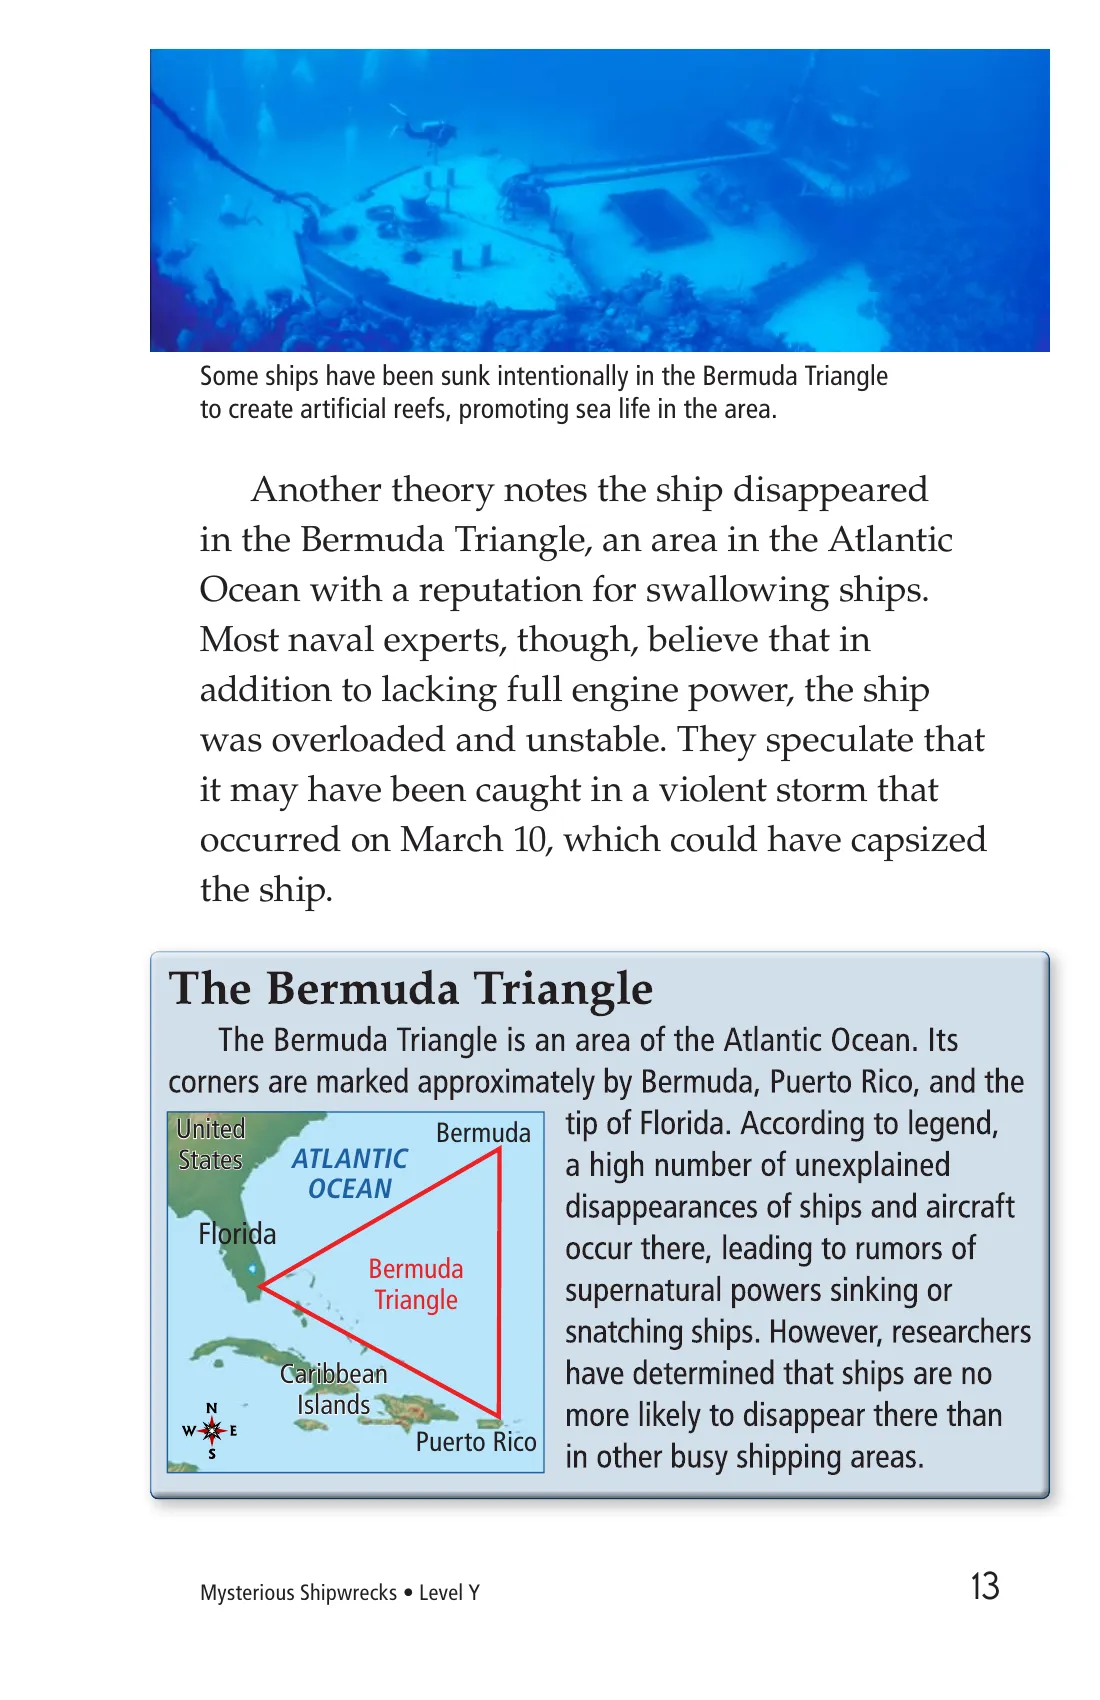 Some ships have been sunk intentionally in the Bermuda Triangle
to create artificial reefs, promoting sea life in the area.
Another theory notes the ship disappeared
in the Bermuda Triangle, an area in the Atlantic
Ocean with a reputation for swallowing ships.
Most naval experts, though, believe that in
addition to lacking full engine power, the ship
was overloaded and unstable. They speculate that
it may have been caught in a violent storm that
occurred on March 10, which could have capsized
the ship.
The Bermuda Triangle
The Bermuda Triangle is an area of the Atlantic Ocean. Its
corners are marked approximately by Bermuda, Puerto Rico, and the
tip of Florida. According to legend,
a high number of unexplained
disappearances of ships and aircraft
occur there, leading to rumors of
supernatural powers sinking or
snatching ships. However, researchers
have determined that ships are no
more likely to disappear there than
in other busy shipping areas.
United
States
ATLANTIC
OCEAN
Bermuda
Florida
Bermuda
Triangle
Caribbean
Islands
Puerto Rico
N
W E
S
Mysterious Shipwrecks • Level Y
13